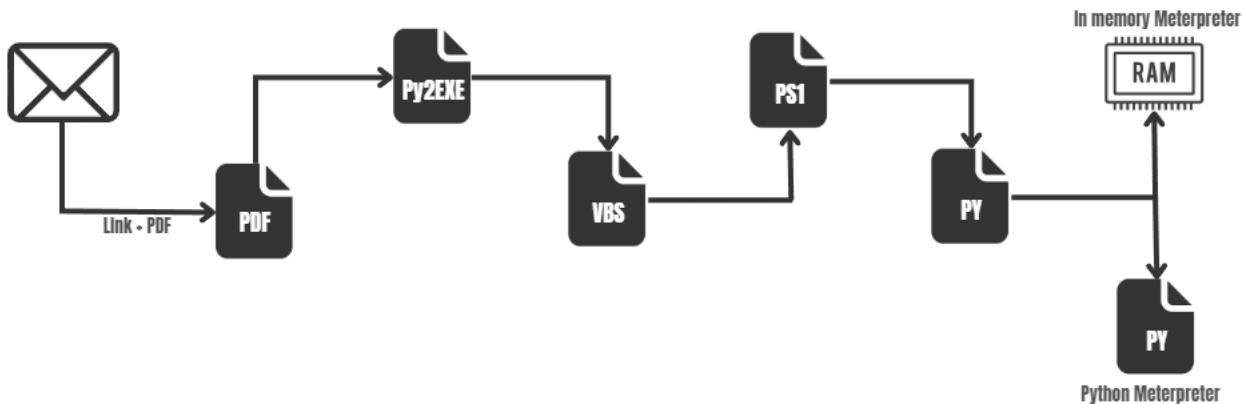 In memory Meterpreter
RAM
Py2EXE
PS1
Link + PDF
PDF
VBS
PY
PY
Python Meterpreter